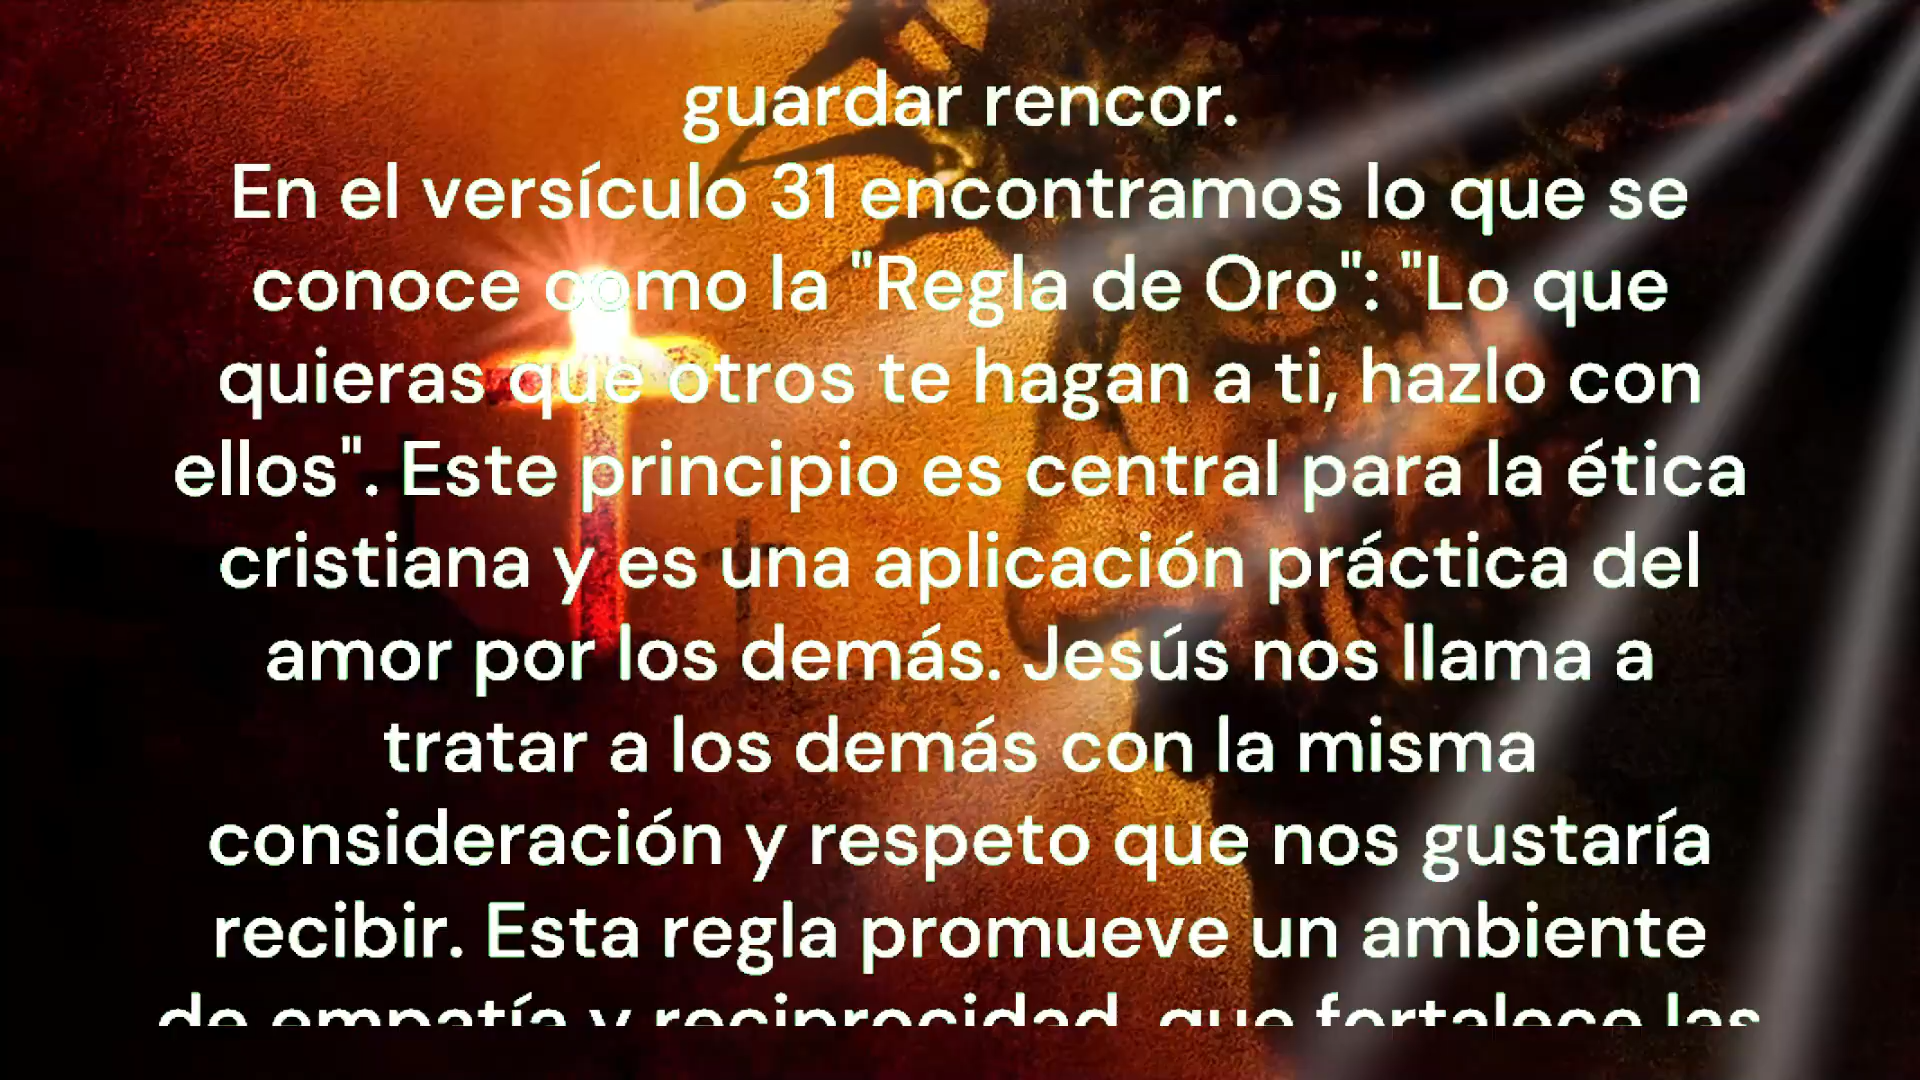 guardar rencor.
En el versículo 31 encontramos lo que se
conoce como la "Regla de Oro": "Lo que
quieras que otros te hagan a ti, hazlo con
ellos". Este principio es central para la ética
cristiana y es una aplicación práctica del
amor por los demás. Jesús nos llama a
tratar a los demás con la misma
consideración y respeto que nos gustaría
recibir. Esta regla promueve un ambiente
de empatía y reciprocidad, que fortalece las